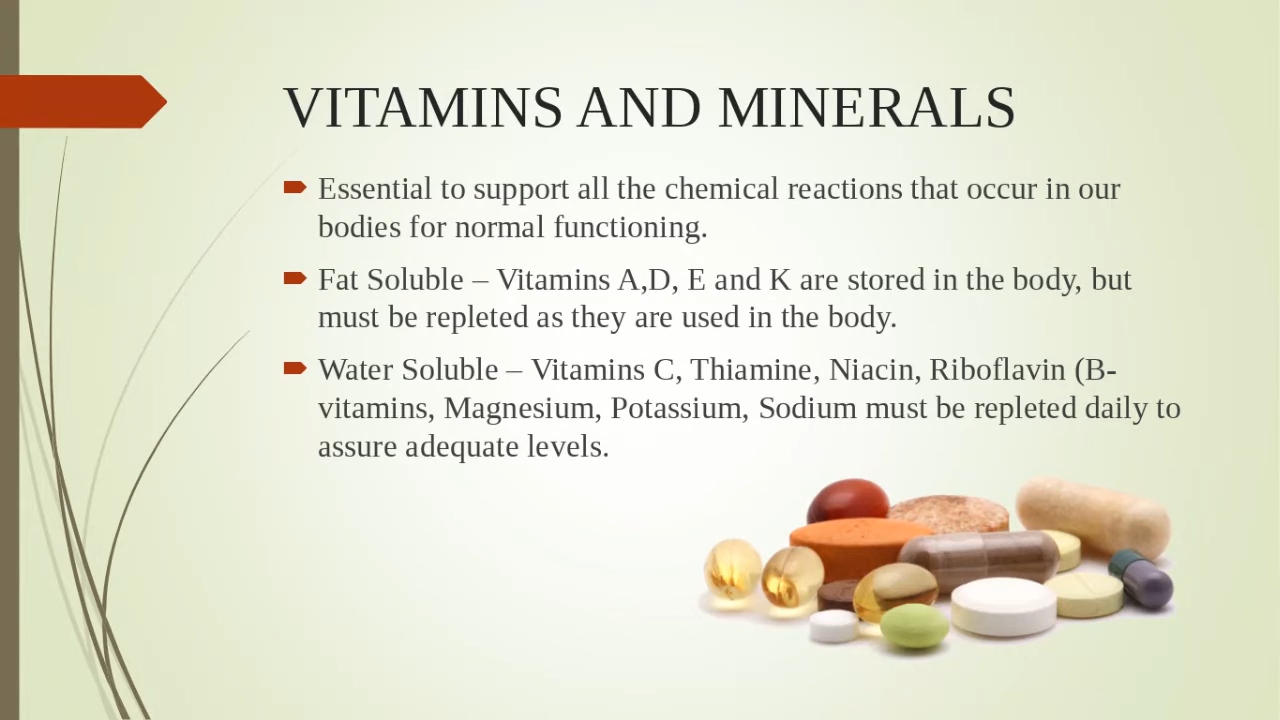 VITAMINS AND MINERALS
Essential to support all the chemical reactions that occur in our
bodies for normal functioning.
Fat Soluble – Vitamins A,D, E and K are stored in the body, but
must be repleted as they are used in the body.
Water Soluble – Vitamins C, Thiamine, Niacin, Riboflavin (B-
vitamins, Magnesium, Potassium, Sodium must be repleted daily to
assure adequate levels.